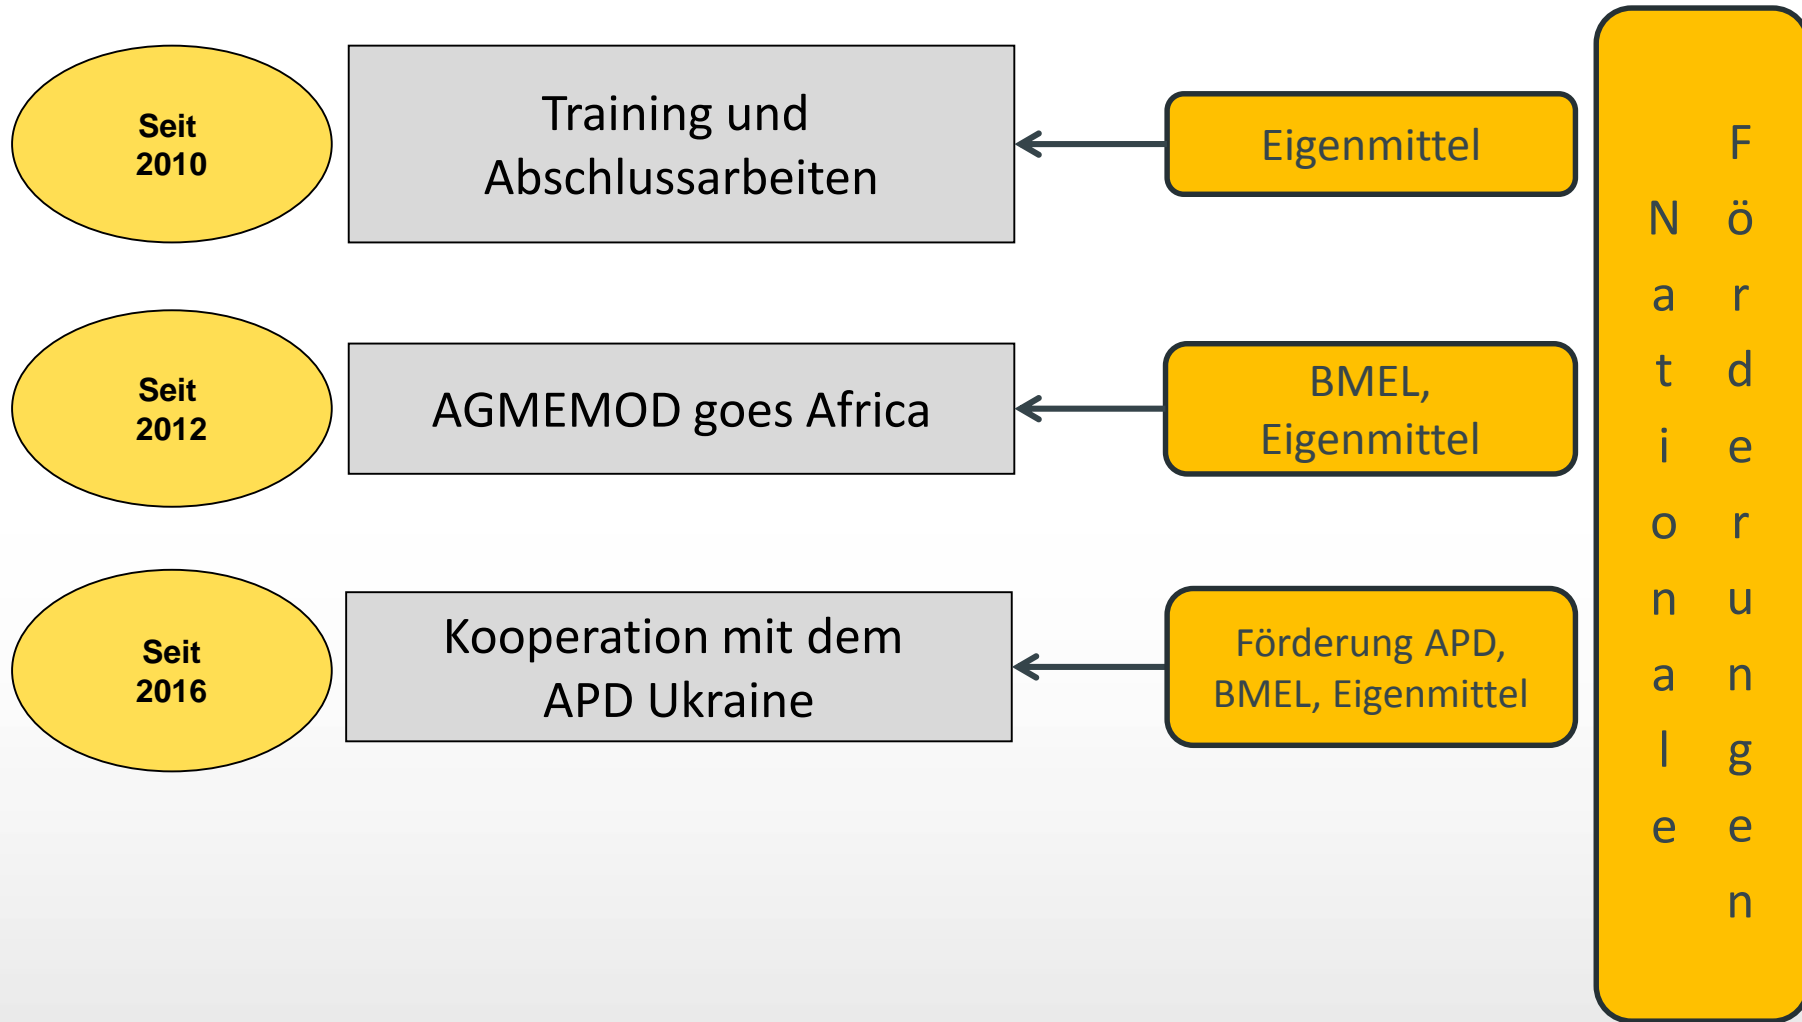 Seit
2010
Training und
Abschlussarbeiten
Eigenmittel
Seit
2012
AGMEMOD goes Africa
BMEL,
Eigenmittel
Seit
2016
Kooperation mit dem
APD Ukraine
Förderung APD,
BMEL, Eigenmittel
Nationale
Förderungen